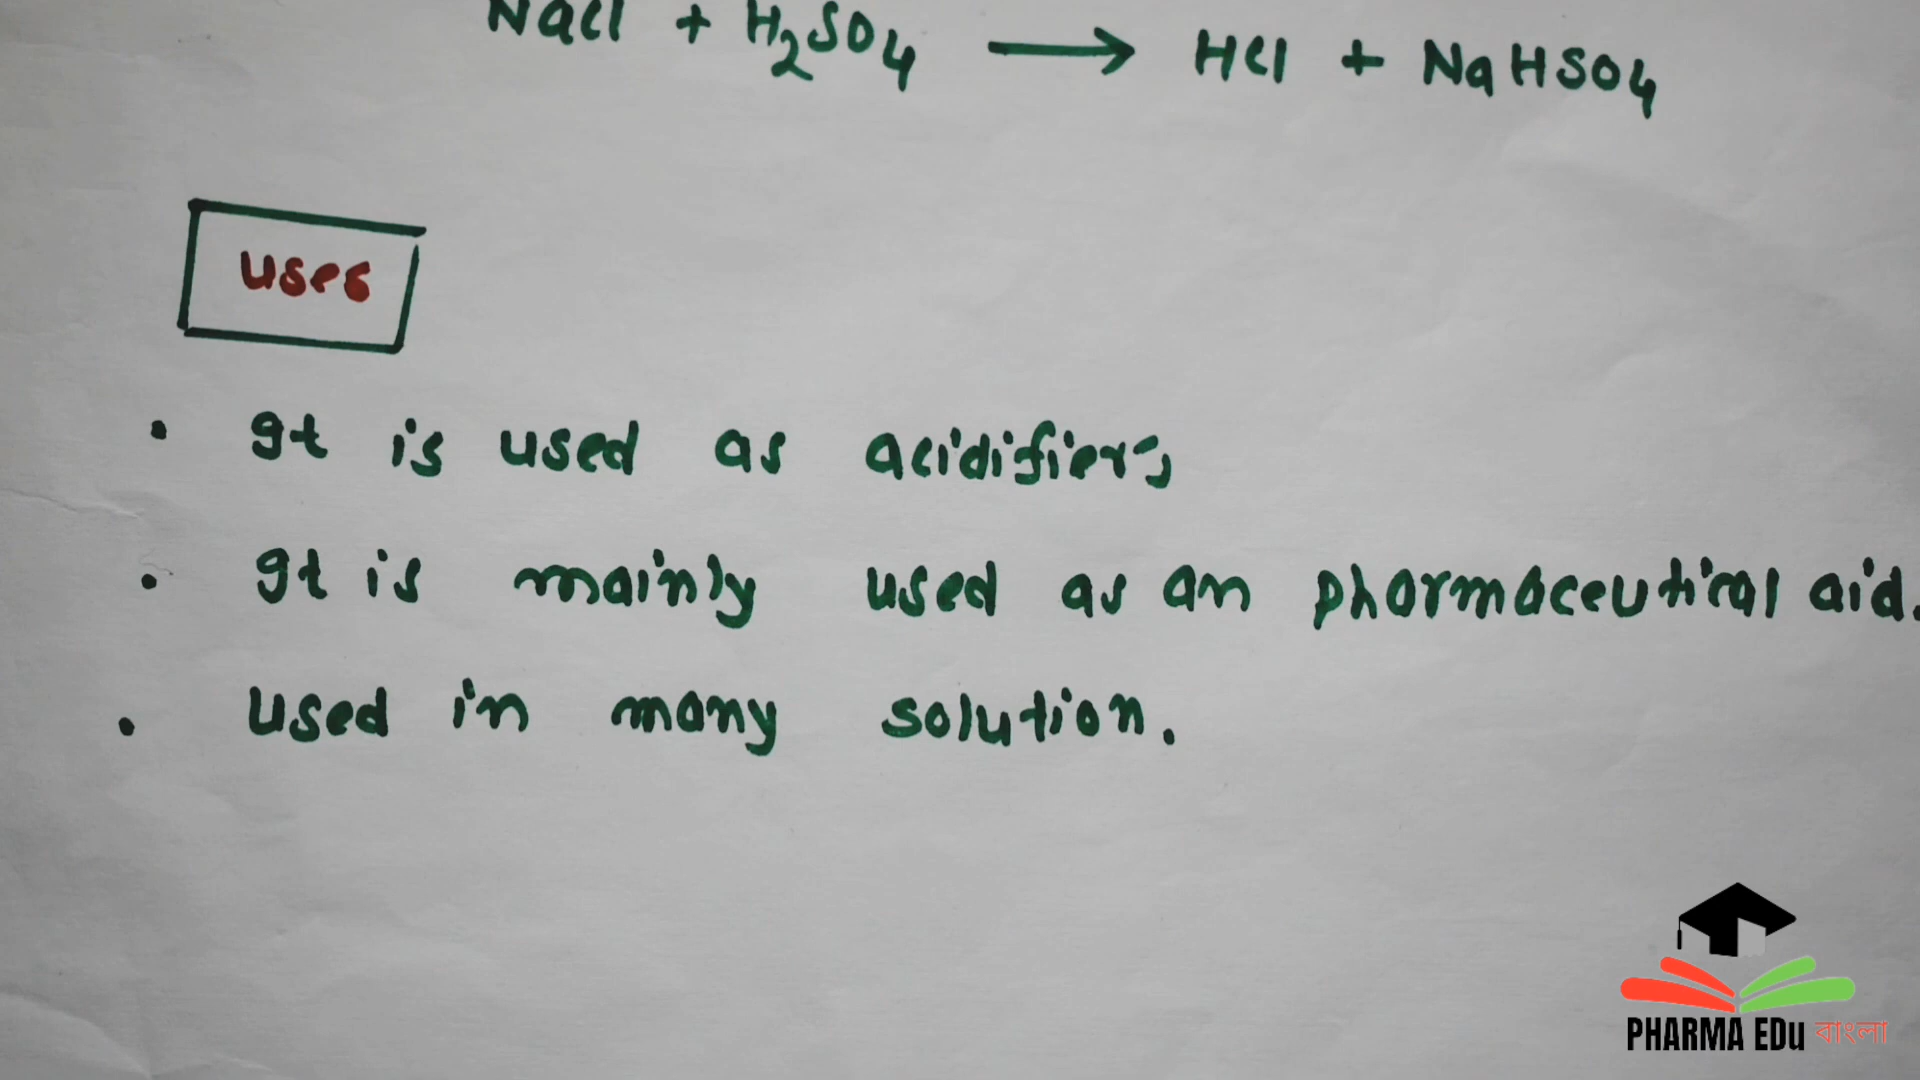 NaCl + H₂SO₄ ⟶ HCl + NaHSO₄
uses
• It is used as acidifiers
• It is mainly used as an pharmaceutical aid.
• used in many solution.
PHARMA EDu বাংলা